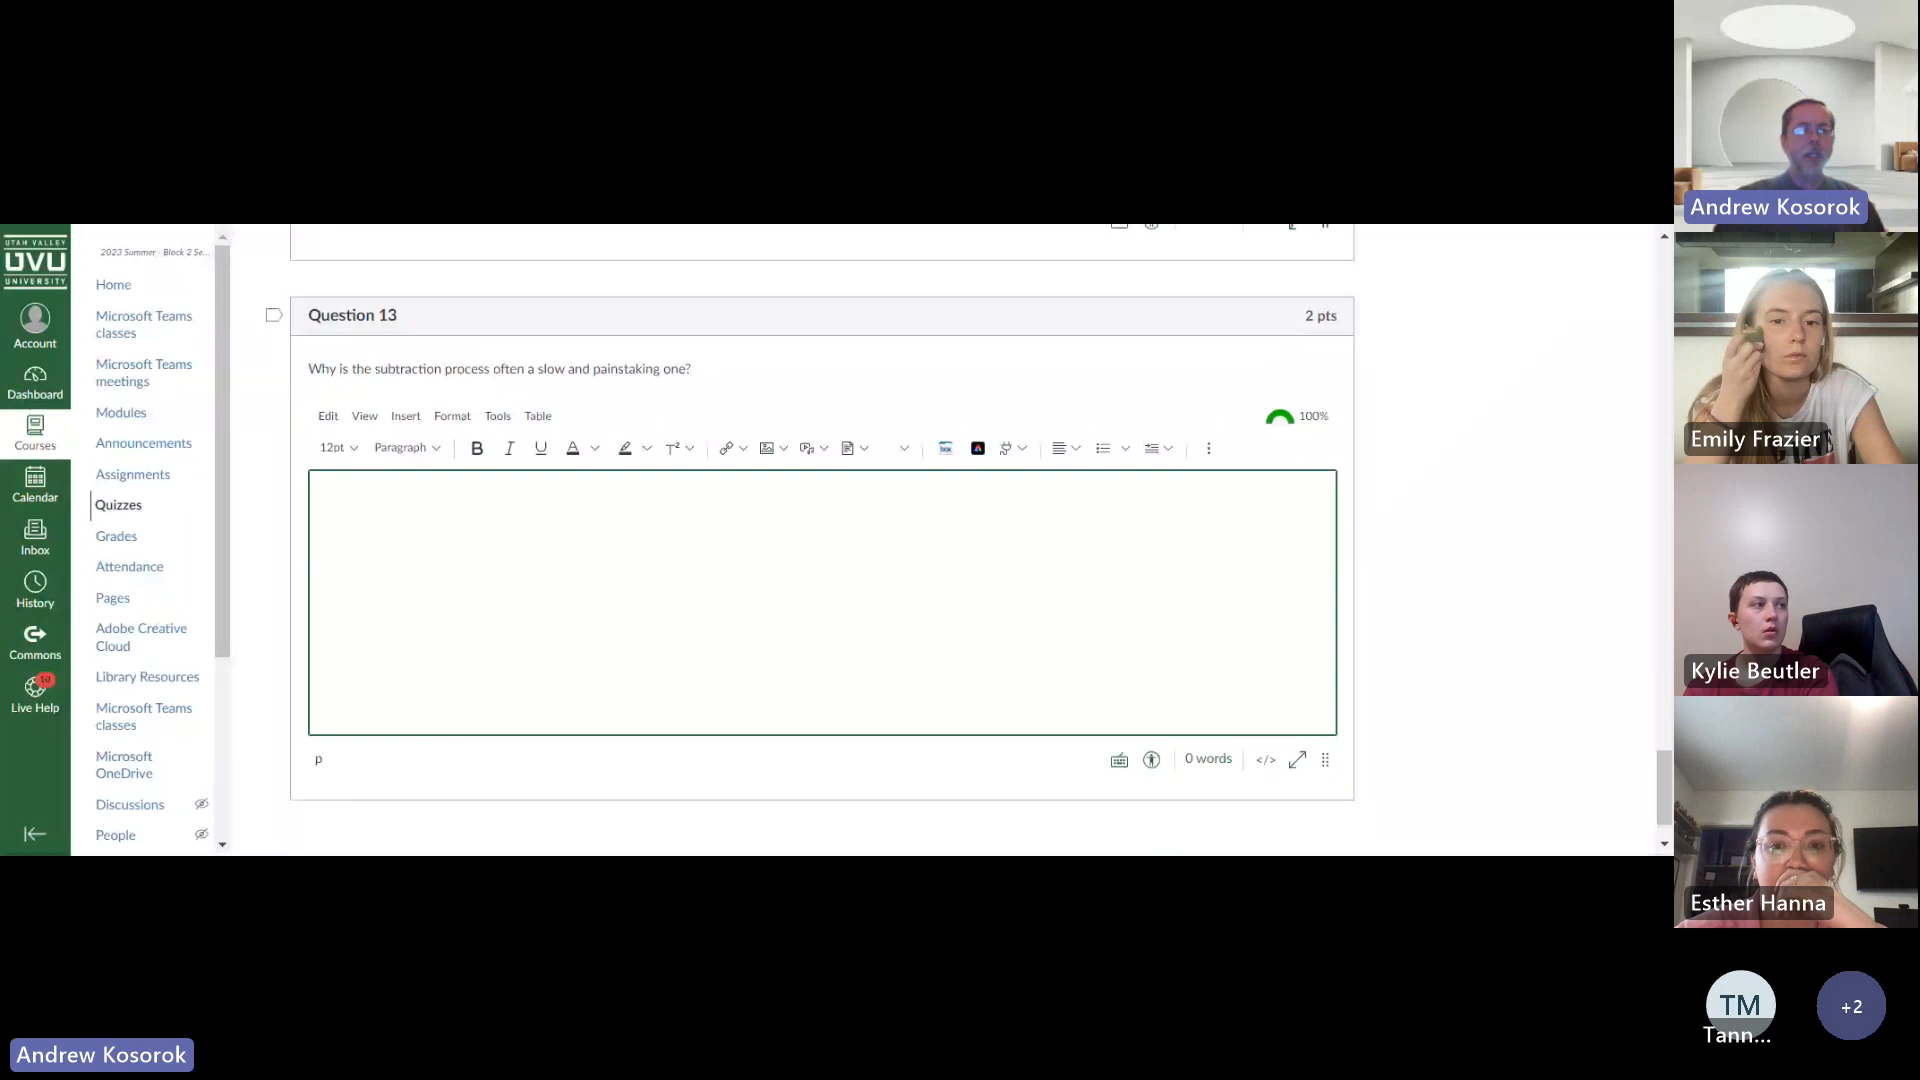 UTAH VALLEY
UVU
UNIVERSITY
Account
Dashboard
Courses
Calendar
Inbox
History
Commons
10
Live Help
2023 Summer - Block 2 Se...
Home
Microsoft Teams
classes
Microsoft Teams
meetings
Modules
Announcements
Assignments
Quizzes
Grades
Attendance
Pages
Adobe Creative
Cloud
Library Resources
Microsoft Teams
classes
Microsoft
OneDrive
Discussions
People
Question 13
2 pts
Why is the subtraction process often a slow and painstaking one?
Edit View Insert Format Tools Table
100%
12pt Paragraph B I U A T²
p
0 words </>
Andrew Kosorok
Emily Frazier
Kylie Beutler
Esther Hanna
TM
Tann...
+2
Andrew Kosorok